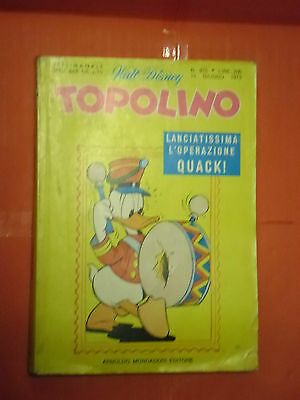 Walt Disney
TOPOLINO
LANCIATISSIMA
L'OPERAZIONE
QUACK!
ARNOLDO MONDADORI EDITORE